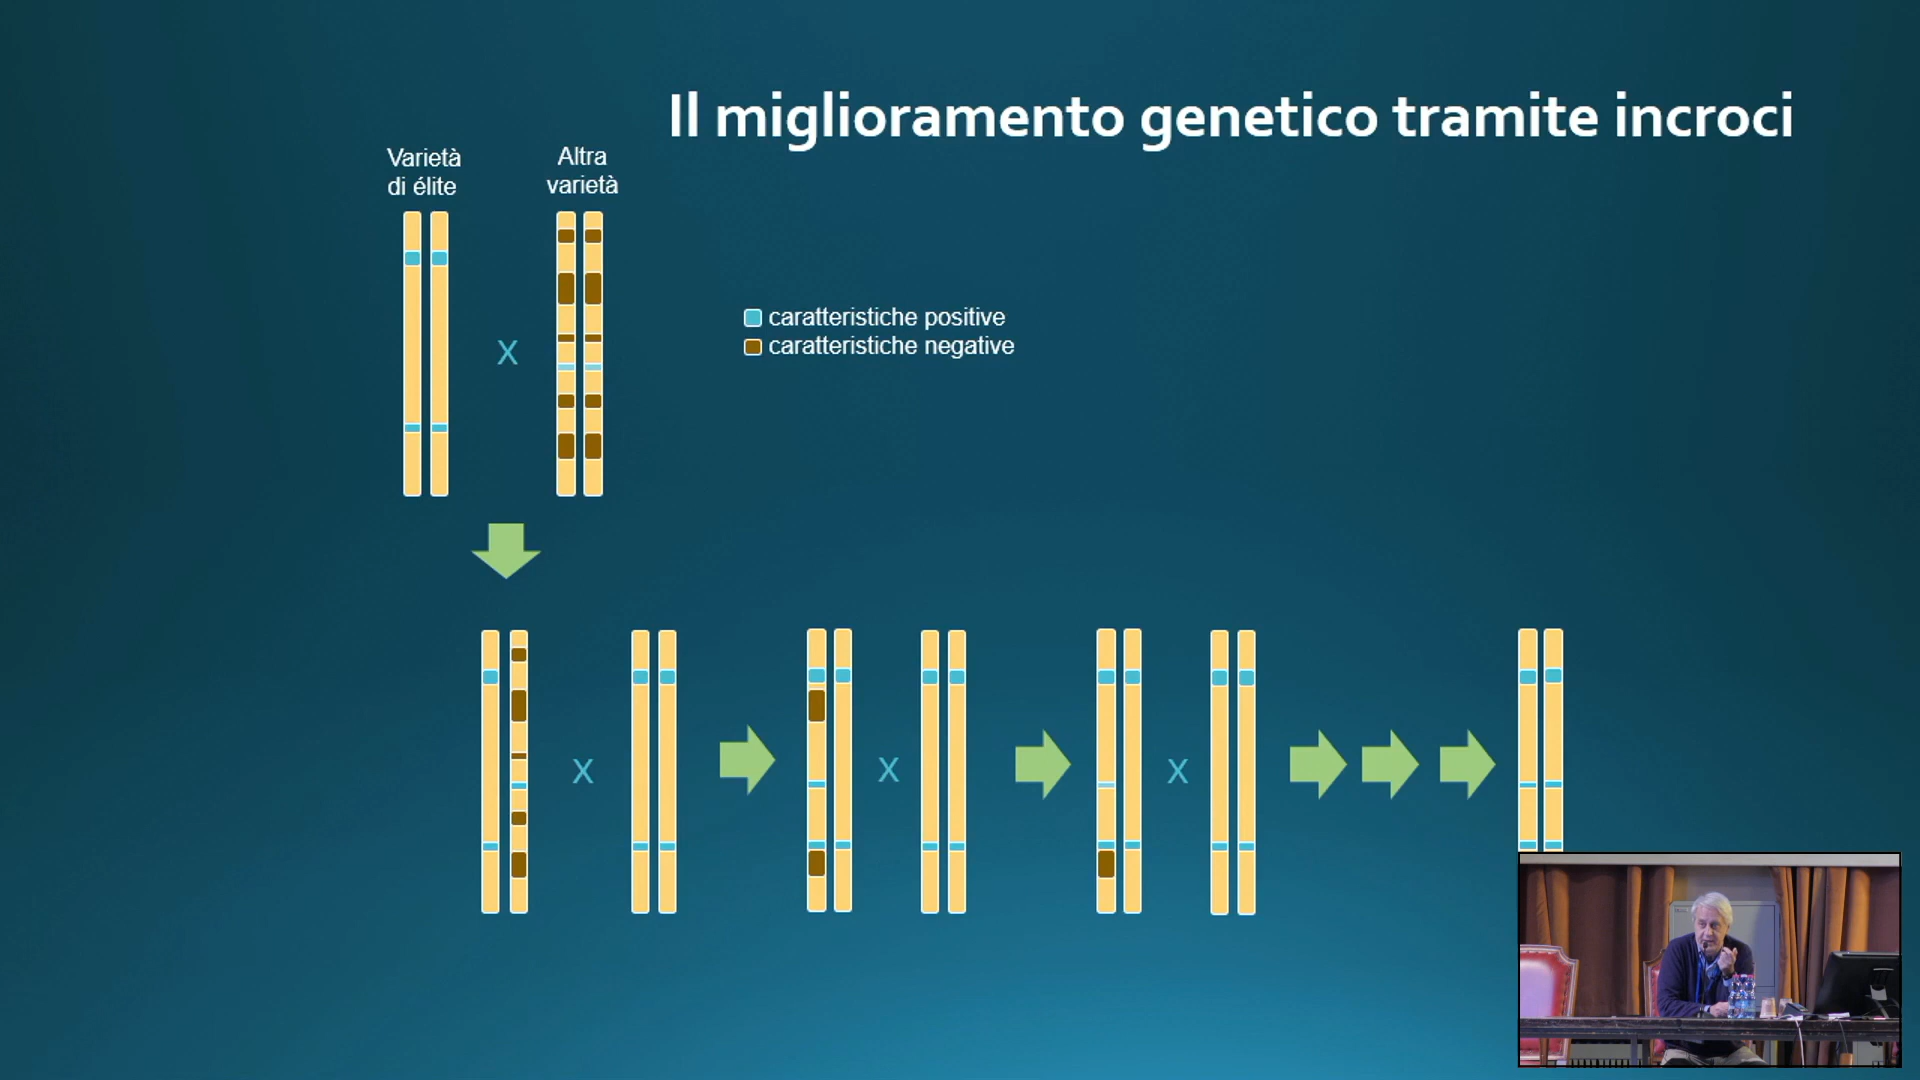 Il miglioramento genetico tramite incroci
Varietà
di élite
Altra
varietà
X
caratteristiche positive
caratteristiche negative
X
X
X